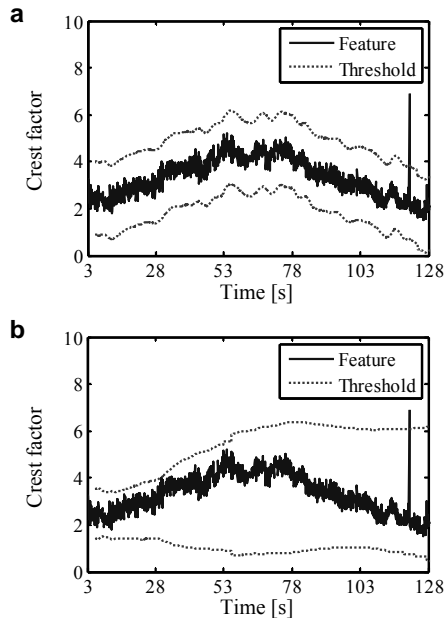 a
10
8
6
4
2
0
Crest factor
Feature
Threshold
3 28 53 78 103 128
Time [s]
b
10
8
6
4
2
0
Crest factor
Feature
Threshold
3 28 53 78 103 128
Time [s]